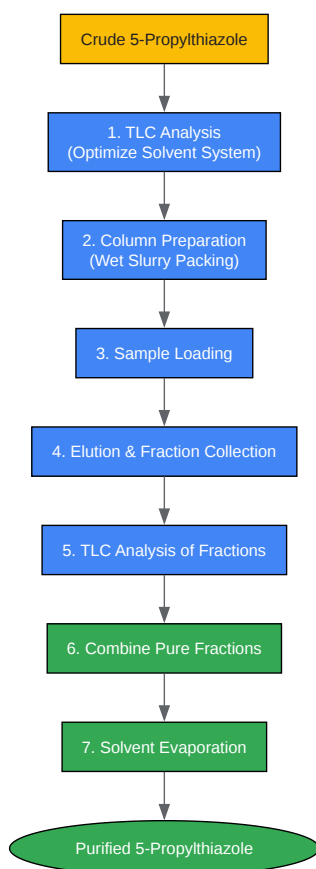 Crude 5-Propylthiazole
1. TLC Analysis
(Optimize Solvent System)
2. Column Preparation
(Wet Slurry Packing)
3. Sample Loading
4. Elution & Fraction Collection
5. TLC Analysis of Fractions
6. Combine Pure Fractions
7. Solvent Evaporation
Purified 5-Propylthiazole